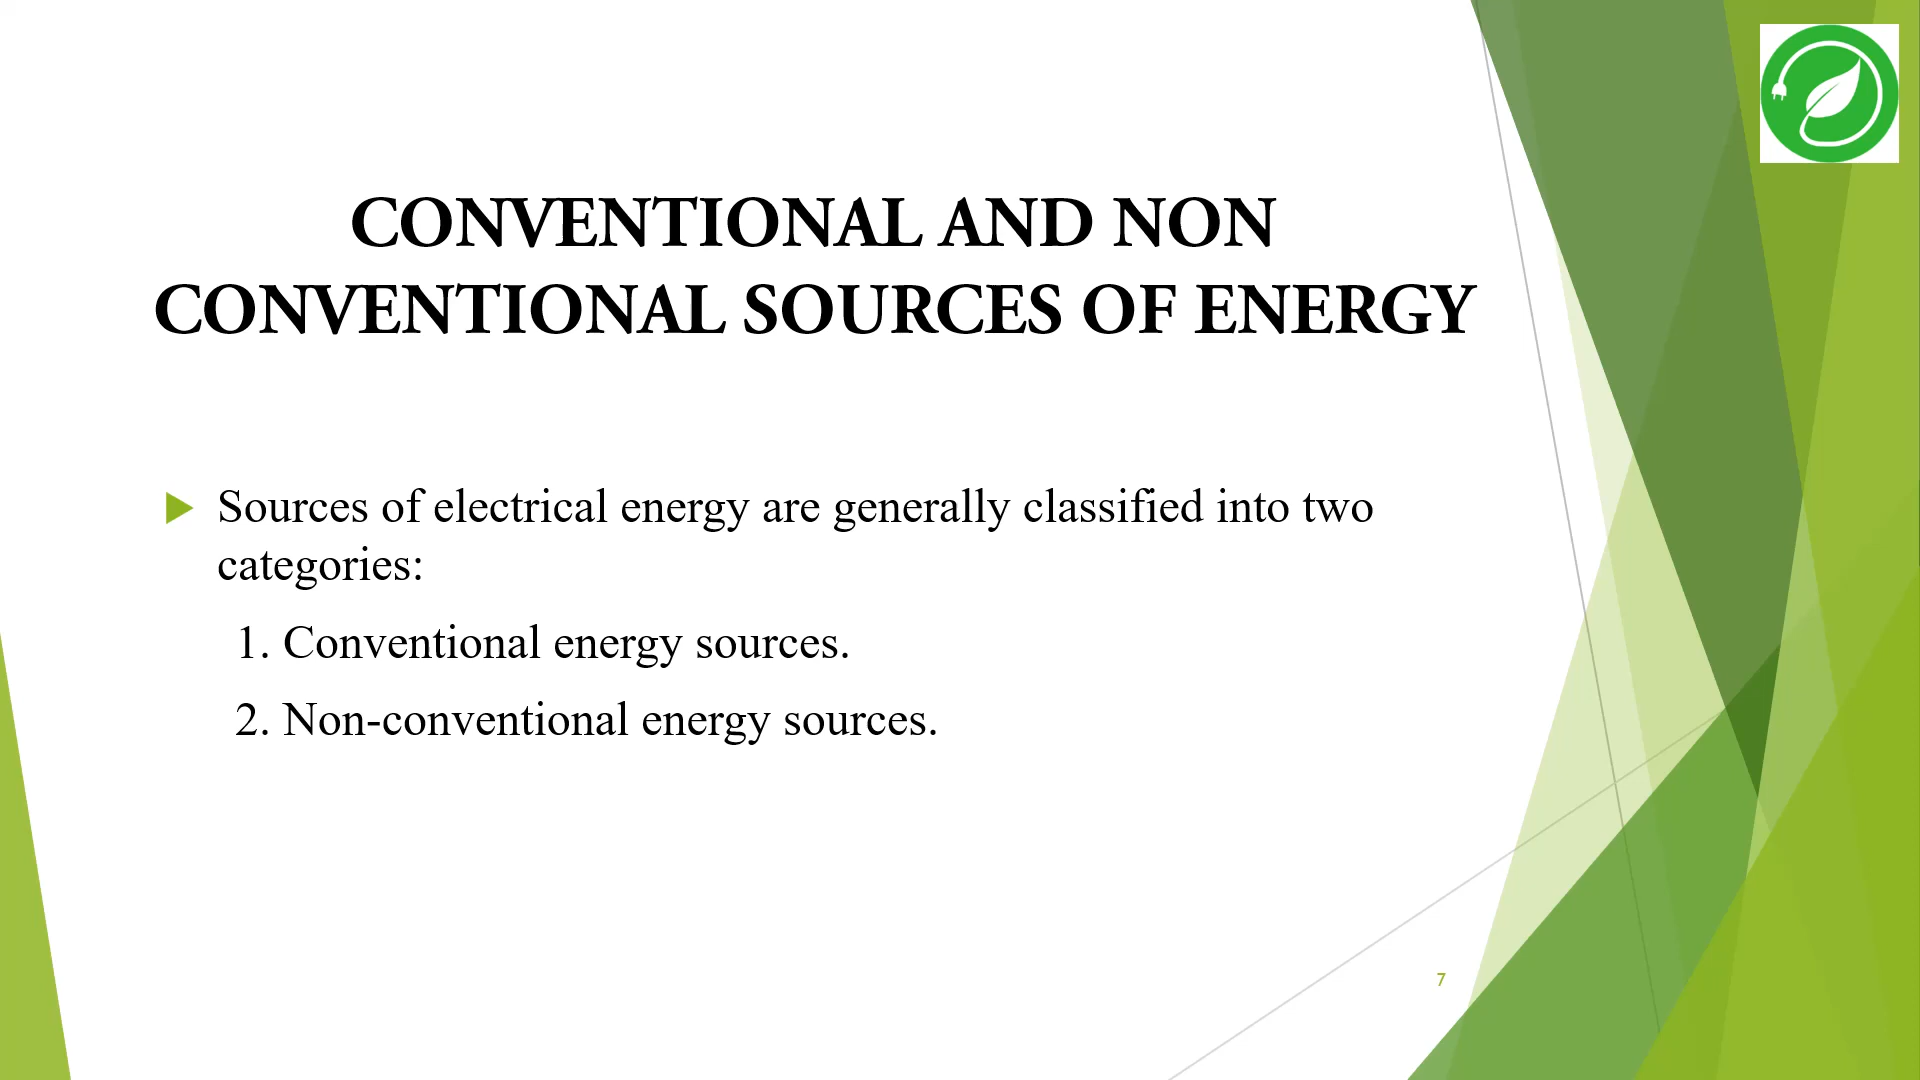 CONVENTIONAL AND NON
CONVENTIONAL SOURCES OF ENERGY
Sources of electrical energy are generally classified into two
categories:
1. Conventional energy sources.
2. Non-conventional energy sources.
7